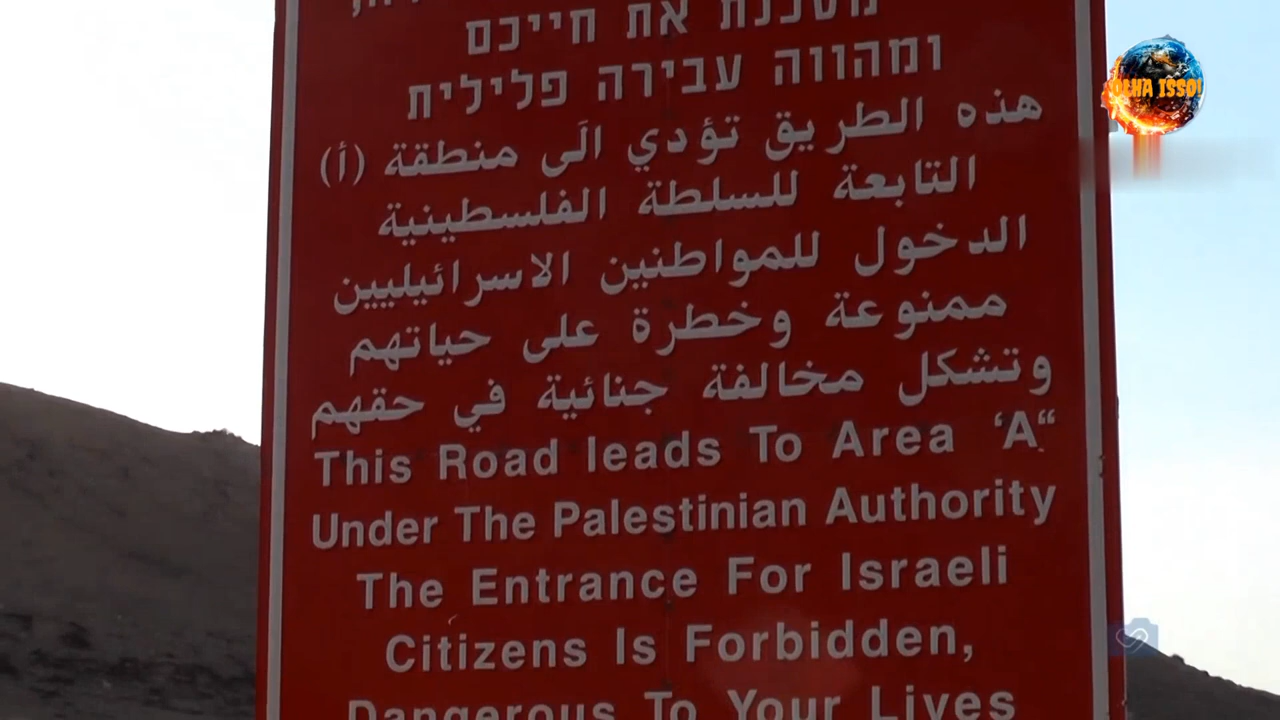 מסכנת את חייכם
ומהווה עבירה פלילית
هذه الطريق تؤدي الَى منطقة (أ)
التابعة للسلطة الفلسطينية
الدخول للمواطنين الاسرائيليين
ممنوعة وخطرة على حياتهم
وتشكل مخالفة جنائية في حقهم
This Road leads To Area ‘A“
Under The Palestinian Authority
The Entrance For Israeli
Citizens Is Forbidden,
Dangerous To Your Lives
OLHA ISSO!